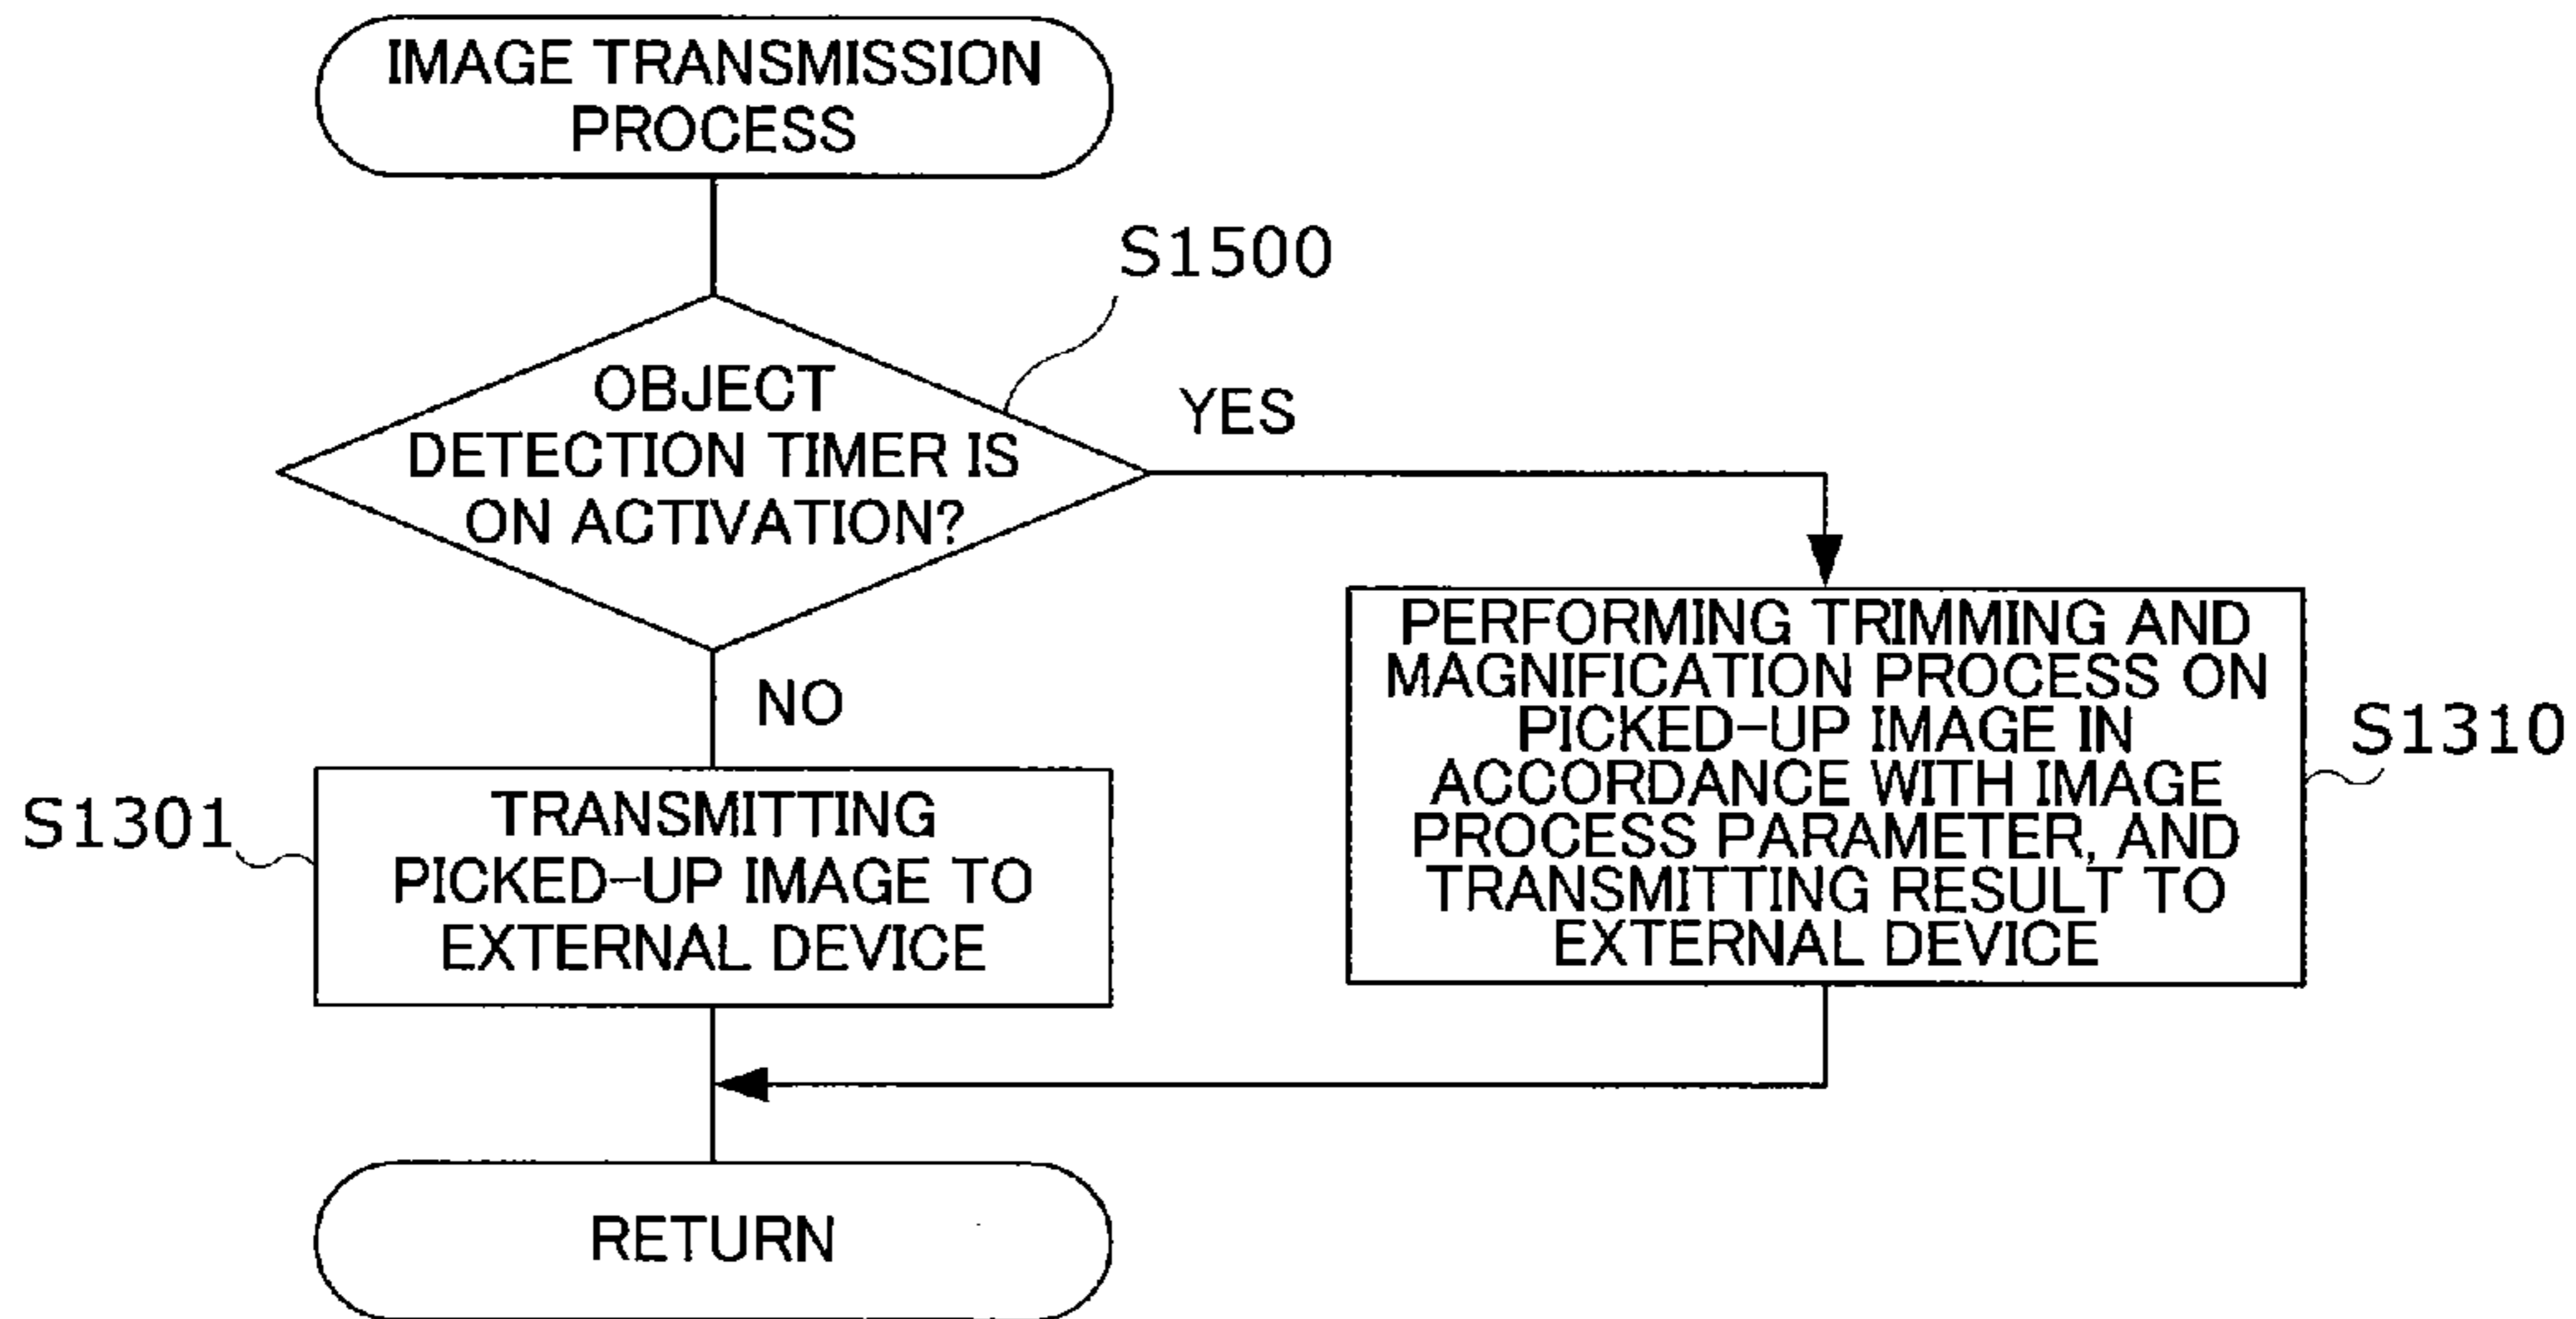 IMAGE TRANSMISSION
PROCESS
S1500
OBJECT
DETECTION TIMER IS
ON ACTIVATION?
YES
NO
S1301
TRANSMITTING
PICKED-UP IMAGE TO
EXTERNAL DEVICE
PERFORMING TRIMMING AND
MAGNIFICATION PROCESS ON
PICKED-UP IMAGE IN
ACCORDANCE WITH IMAGE
PROCESS PARAMETER, AND
TRANSMITTING RESULT TO
EXTERNAL DEVICE
S1310
RETURN